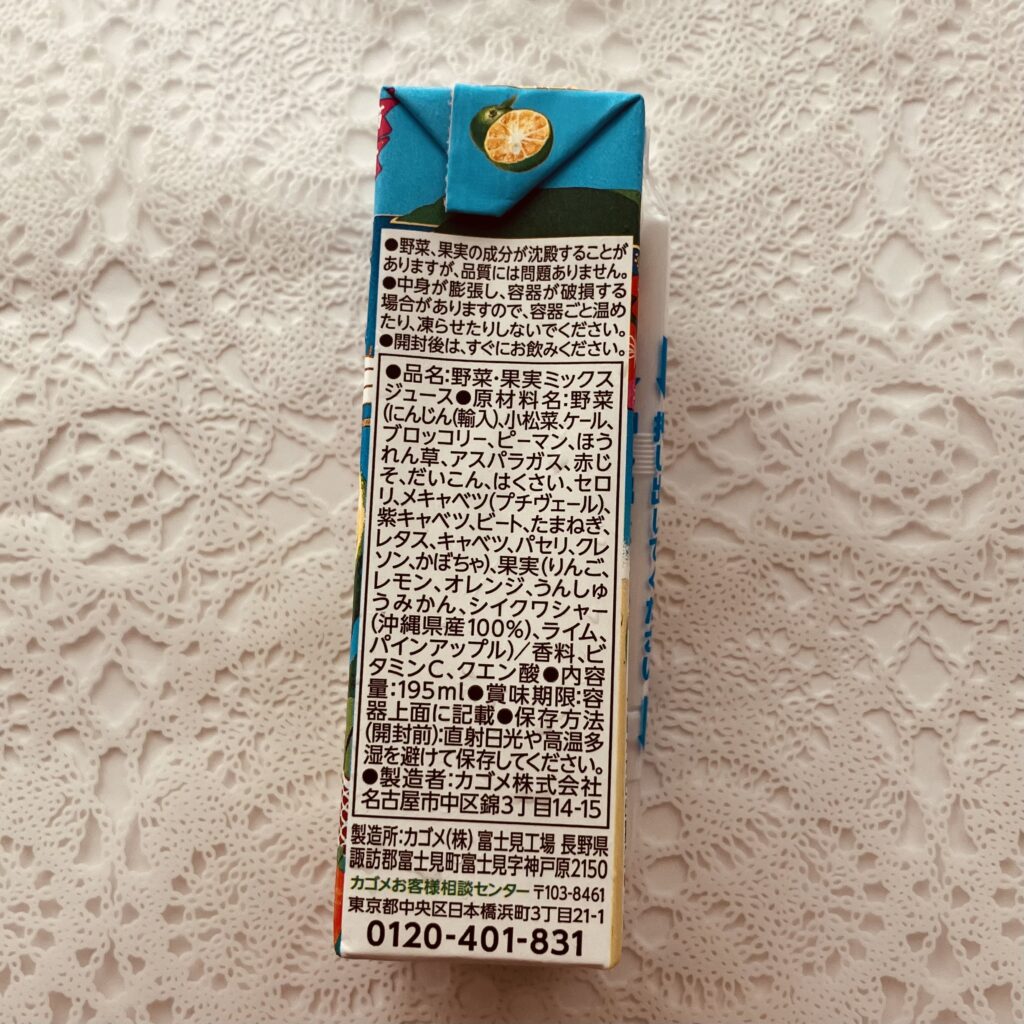 ●野菜、果実の成分が沈殿することが
ありますが、品質には問題ありません。
●中身が膨張し、容器が破損する
場合がありますので、容器ごと温め
たり、凍らせたりしないでください。
●開封後は、すぐにお飲みください。
●品名:野菜・果実ミックス
ジュース●原材料名:野菜
(にんじん(輸入)、小松菜、ケール、
ブロッコリー、ピーマン、ほう
れん草、アスパラガス、赤じ
そ、だいこん、はくさい、セロ
リ、メキャベツ(プチヴェール)、
紫キャベツ、ビート、たまねぎ、
レタス、キャベツ、パセリ、クレ
ソン、かぼちゃ)、果実(りんご、
レモン、オレンジ、うんしゅ
うみかん、シイクワシャー
(沖縄県産100%)、ライム、
パインアップル)/香料、ビ
タミンC、クエン酸●内容
量:195ml●賞味期限:容
器上面に記載●保存方法
(開封前):直射日光や高温多
湿を避けて保存してください。
●製造者:カゴメ株式会社
名古屋市中区錦3丁目14-15
製造所:カゴメ(株) 富士見工場 長野県
諏訪郡富士見町富士見字神戸原2150
カゴメお客様相談センター 〒103-8461
東京都中央区日本橋浜町3丁目21-1
0120-401-831
おし出してください